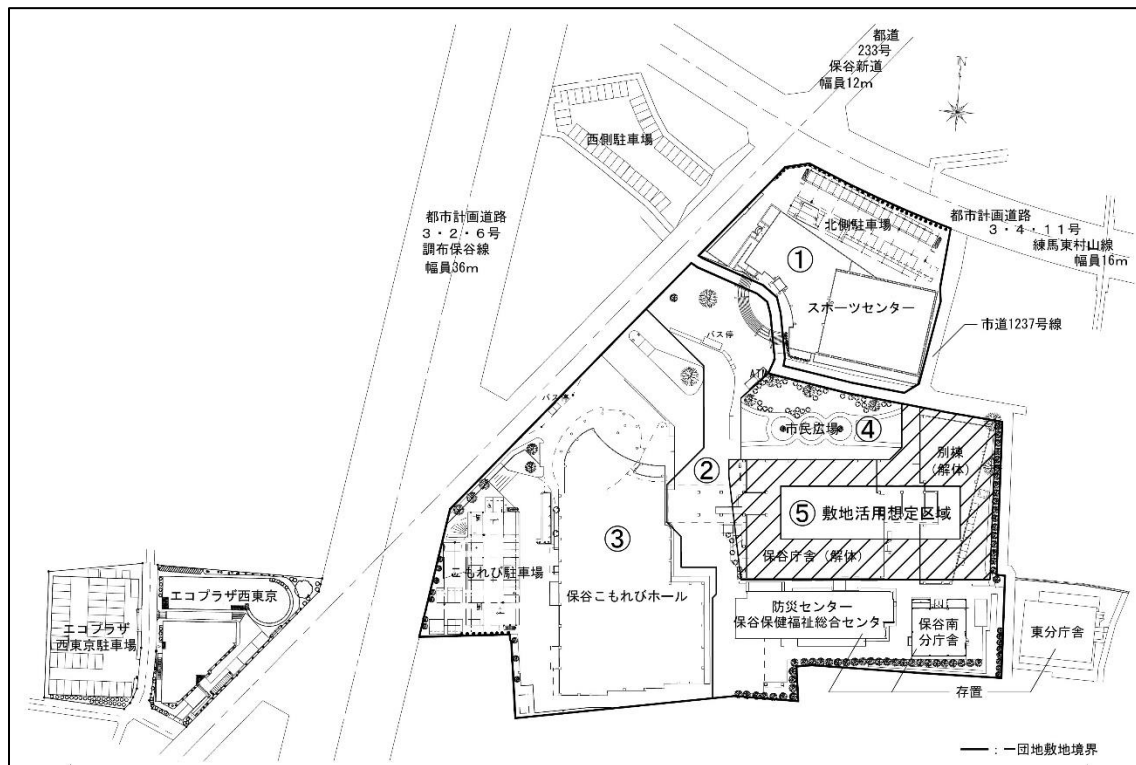 都道
233号
保谷新道
幅員12m
西側駐車場
都市計画道路
3・2・6号
調布保谷線
幅員36m
北側駐車場
都市計画道路
3・4・11号
練馬東村山線
幅員16m
①
スポーツセンター
市道1237号線
バス停
ATM
バス停
市民広場
④
別棟
(解体)
②
⑤ 敷地活用想定区域
③
保谷庁舎(解体)
こもれび駐車場
保谷こもれびホール
エコプラザ西東京
エコプラザ
西東京駐車場
防災センター
保谷保健福祉総合センター
保谷南
分庁舎
東分庁舎
存置
:一団地敷地境界